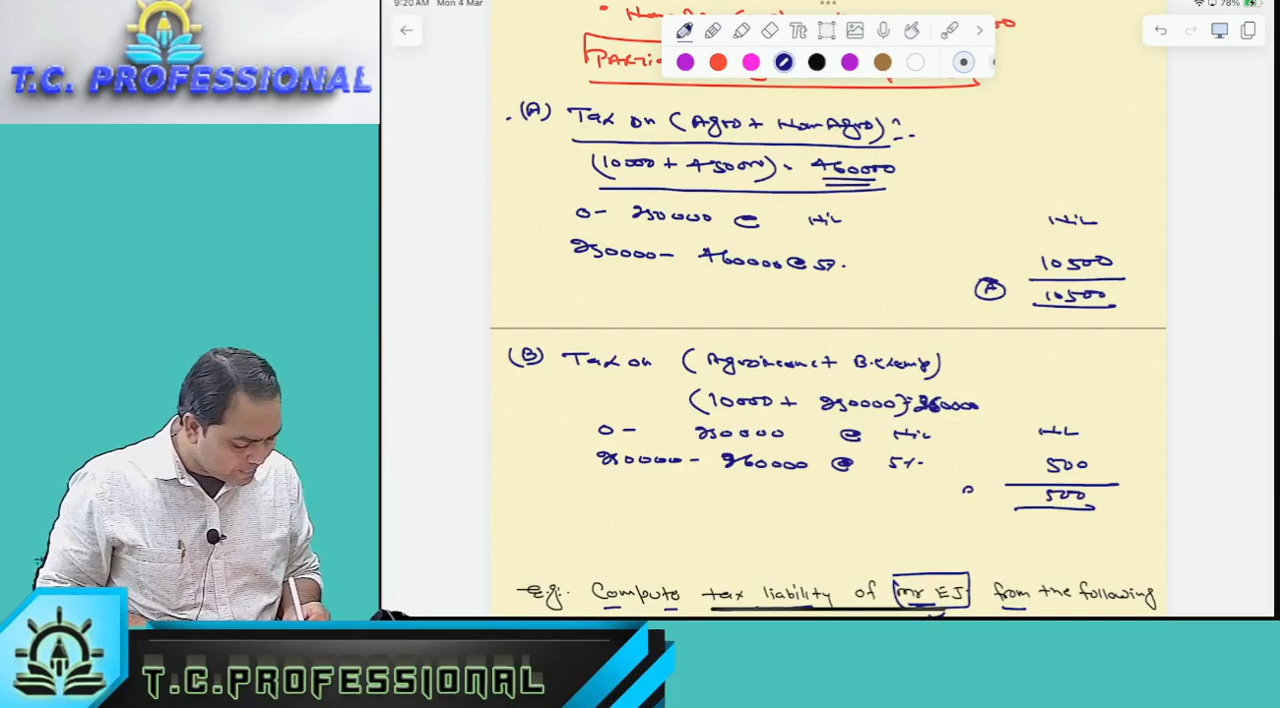 9:20 AM Mon 4 Mar
78%
T.C. PROFESSIONAL
(A) Tax on (Agro + Non Agro) :-
(10000 + 450000) = 460000
0 - 250000 @ Nil Nil
250000 - 460000 @ 5% 10500
(A) 10500
(B) Tax on (Agro income + B. Exemp)
(10000 + 250000) = 260000
0 - 250000 @ Nil Nil
250000 - 260000 @ 5% 500
500
Eg:. Compute tax liability of Mr EJ. from the following
T.C.PROFESSIONAL